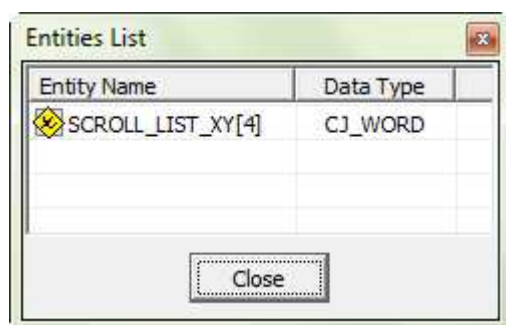 Entities List
Entity Name Data Type
SCROLL_LIST_XY[4] CJ_WORD
Close